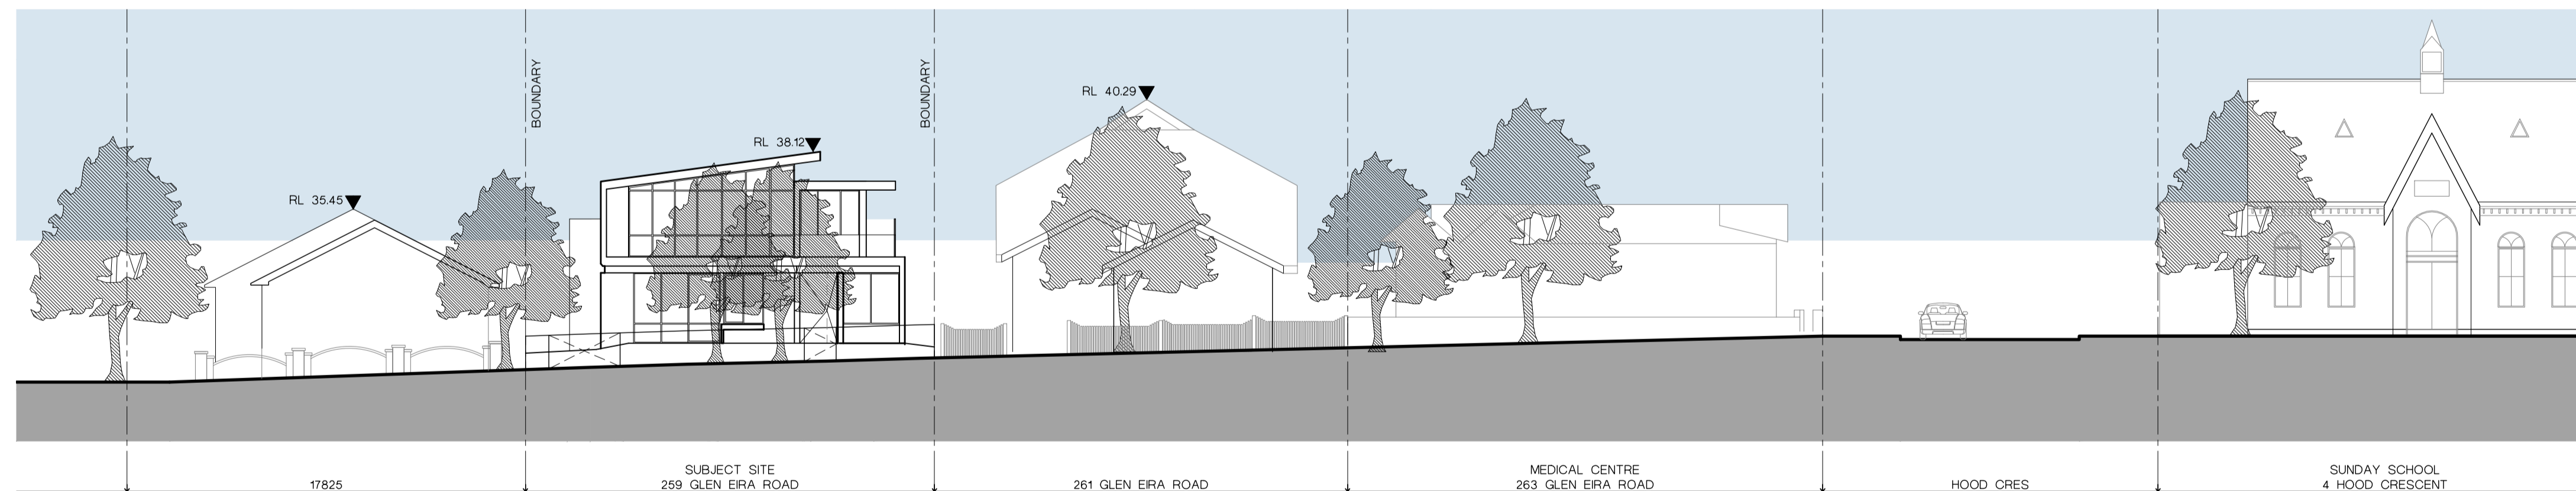 BOUNDARY
BOUNDARY
RL 40.29
RL 38.12
RL 35.45
17825
SUBJECT SITE
259 GLEN EIRA ROAD
261 GLEN EIRA ROAD
MEDICAL CENTRE
263 GLEN EIRA ROAD
HOOD CRES
SUNDAY SCHOOL
4 HOOD CRESCENT